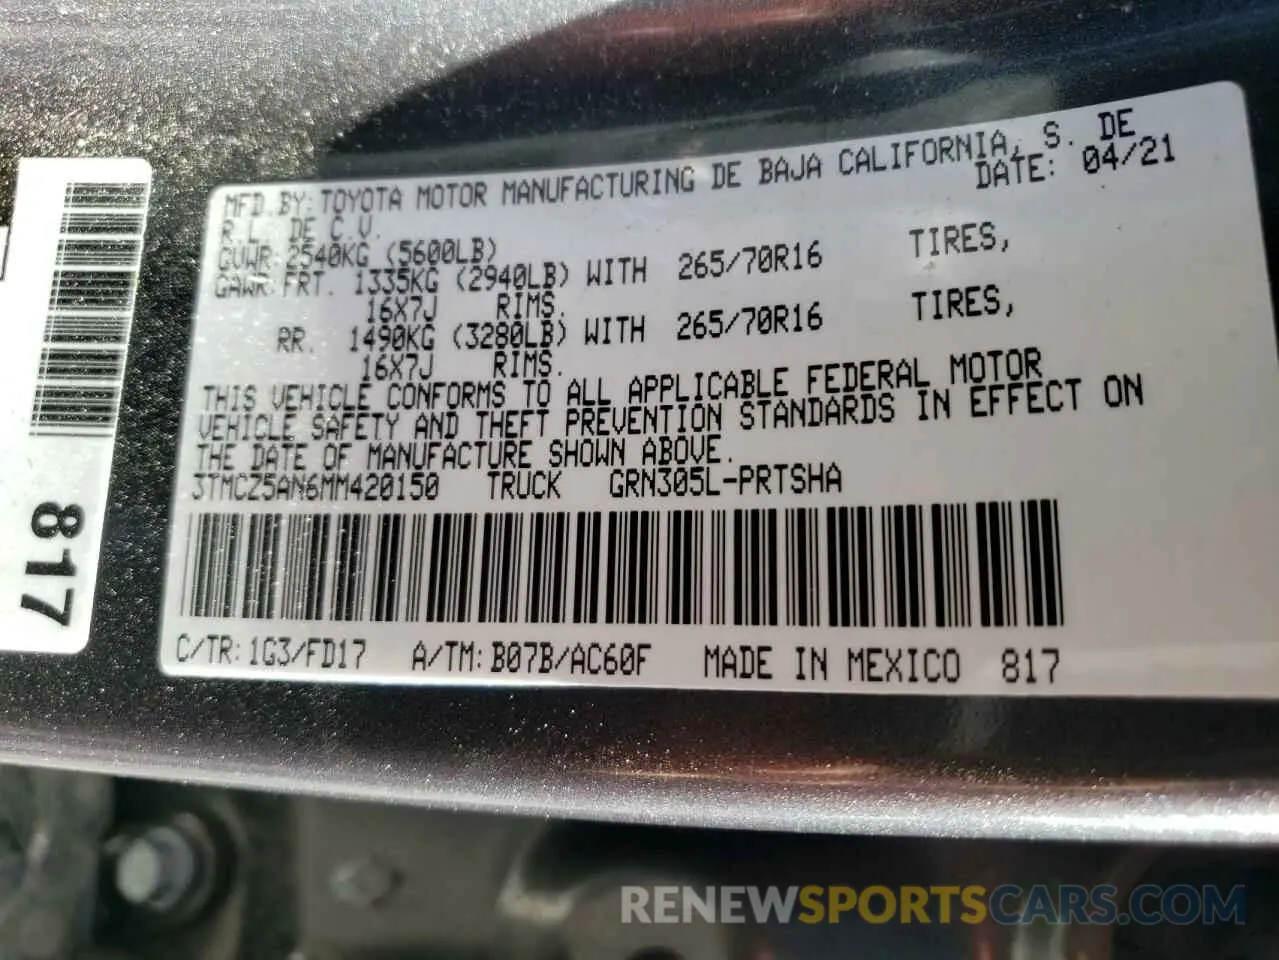 MFD.BY: TOYOTA MOTOR MANUFACTURING DE BAJA CALIFORNIA, S. DE
R.L. DE C.V. DATE: 04/21
GVWR: 2540KG (5600LB)
GAWR: FRT. 1335KG (2940LB) WITH 265/70R16 TIRES,
16X7J RIMS.
RR. 1490KG (3280LB) WITH 265/70R16 TIRES,
16X7J RIMS.
THIS VEHICLE CONFORMS TO ALL APPLICABLE FEDERAL MOTOR
VEHICLE SAFETY AND THEFT PREVENTION STANDARDS IN EFFECT ON
THE DATE OF MANUFACTURE SHOWN ABOVE.
3TMCZ5AN6MM420150 TRUCK GRN305L-PRTSHA
C/TR: 1G3/FD17 A/TM: B07B/AC60F MADE IN MEXICO 817
817
RENEWSPORTSCARS.COM